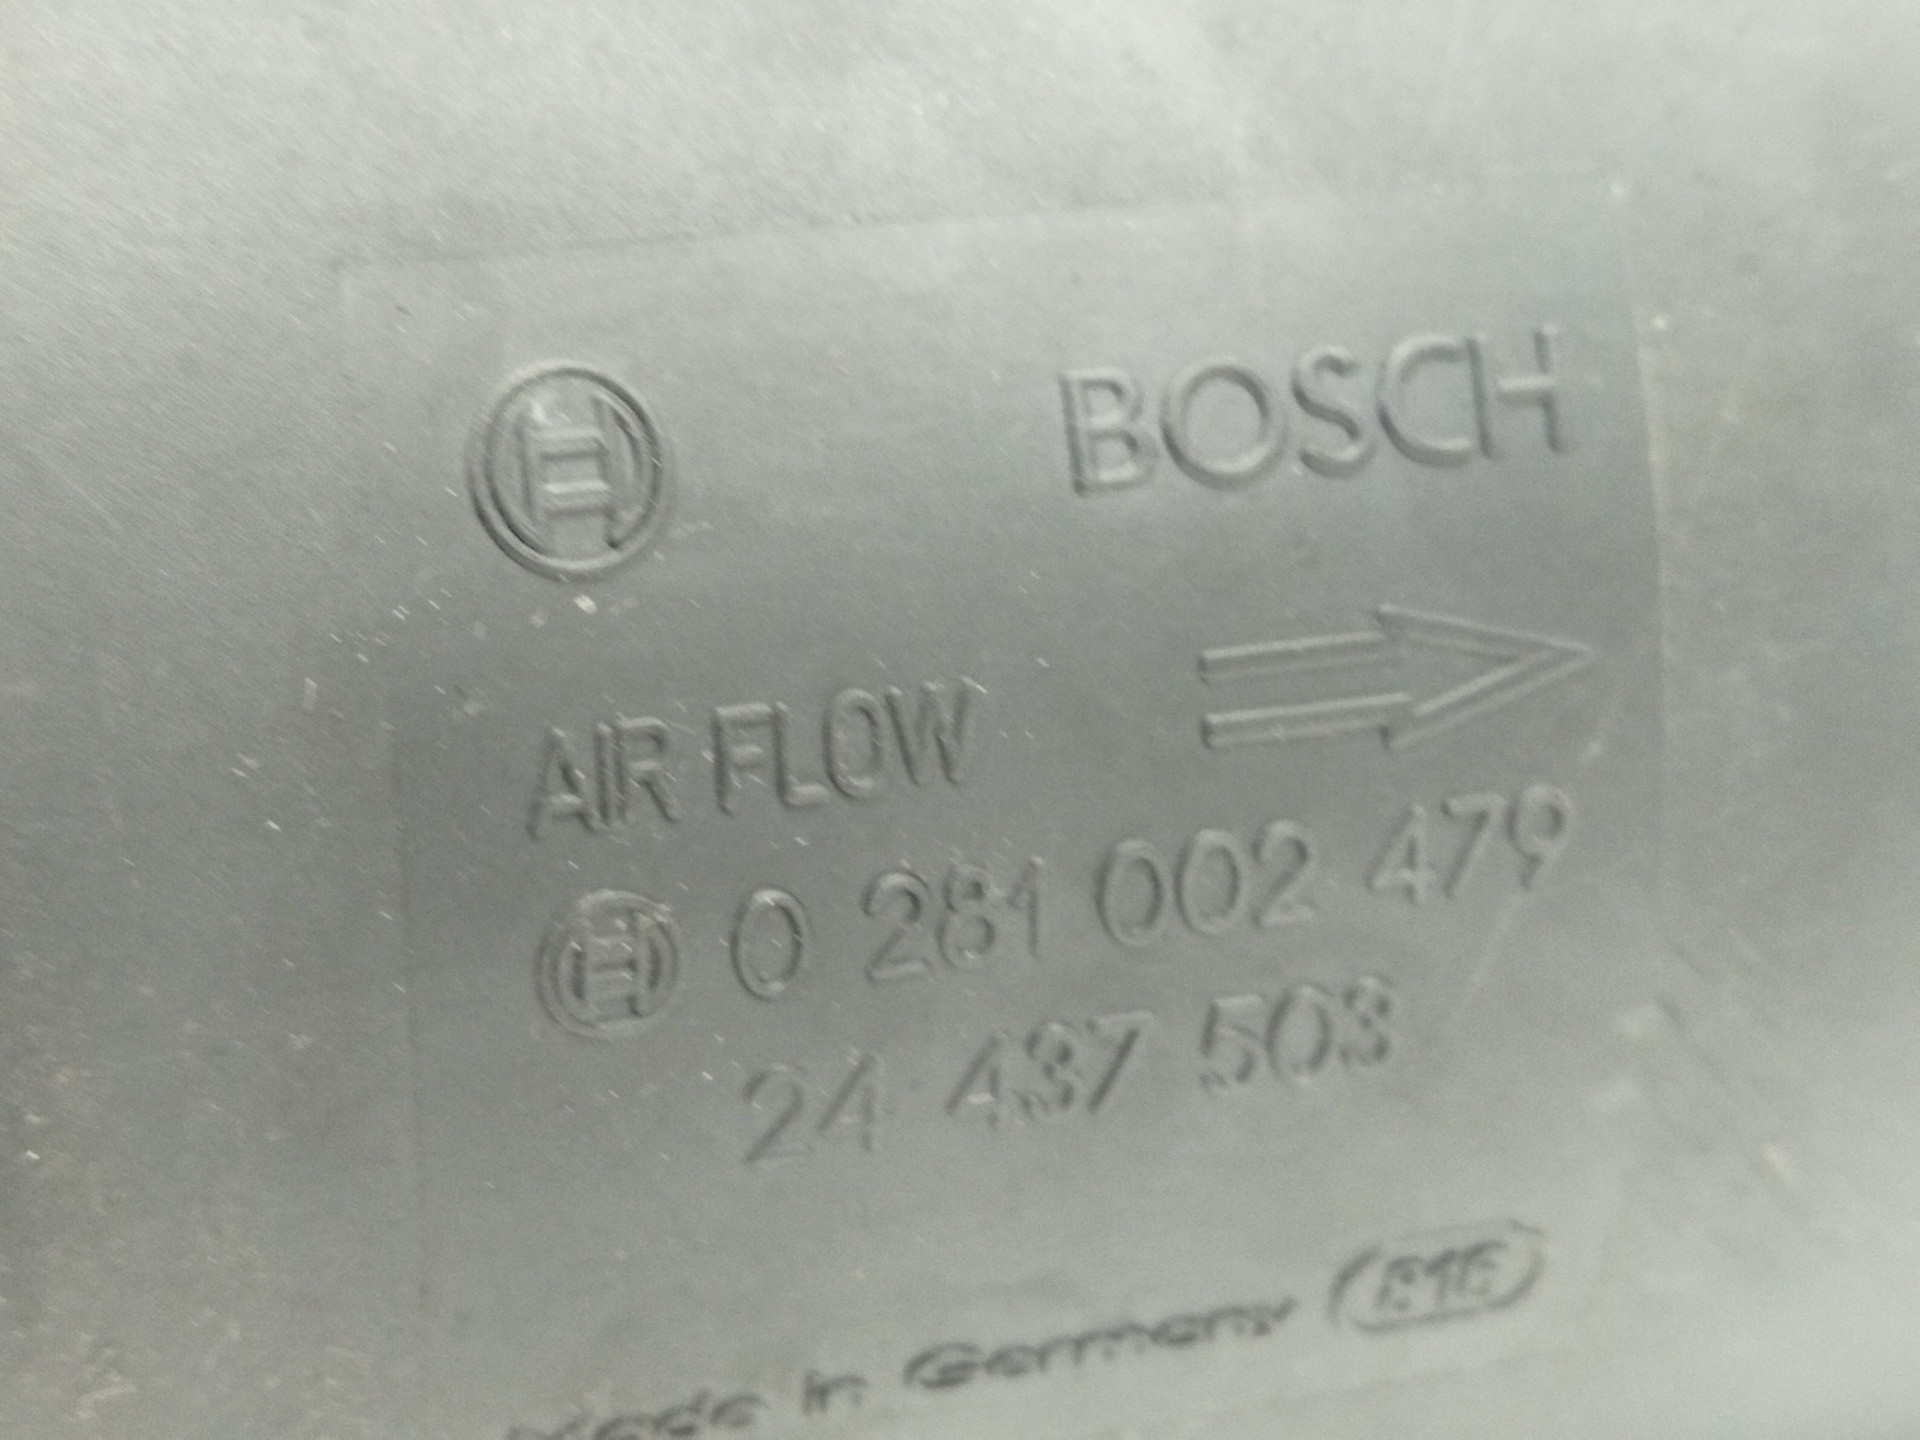 BOSCH
AIR FLOW
0 281 002 479
24 437 503
Made in Germany